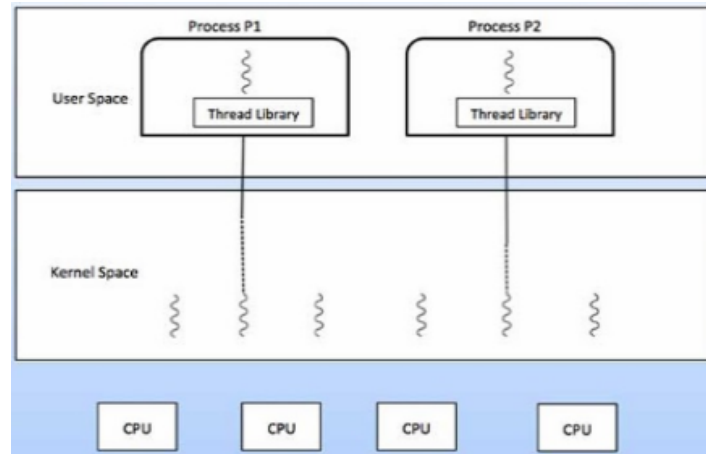 Process P1
Process P2
User Space
Thread Library
Thread Library
Kernel Space
CPU
CPU
CPU
CPU